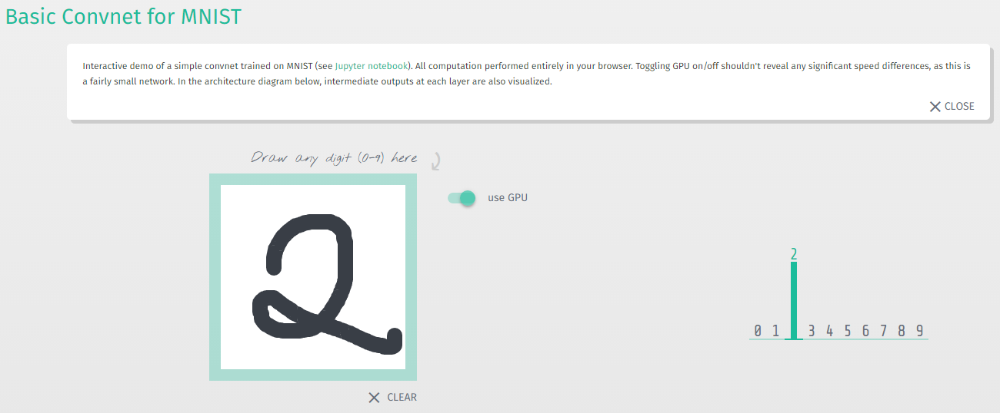 Basic Convnet for MNIST
Interactive demo of a simple convnet trained on MNIST (see Jupyter notebook). All computation performed entirely in your browser. Toggling GPU on/off shouldn't reveal any significant speed differences, as this is
a fairly small network. In the architecture diagram below, intermediate outputs at each layer are also visualized.
CLOSE
Draw any digit (0-9) here
use GPU
2
2
0 1 3 4 5 6 7 8 9
CLEAR